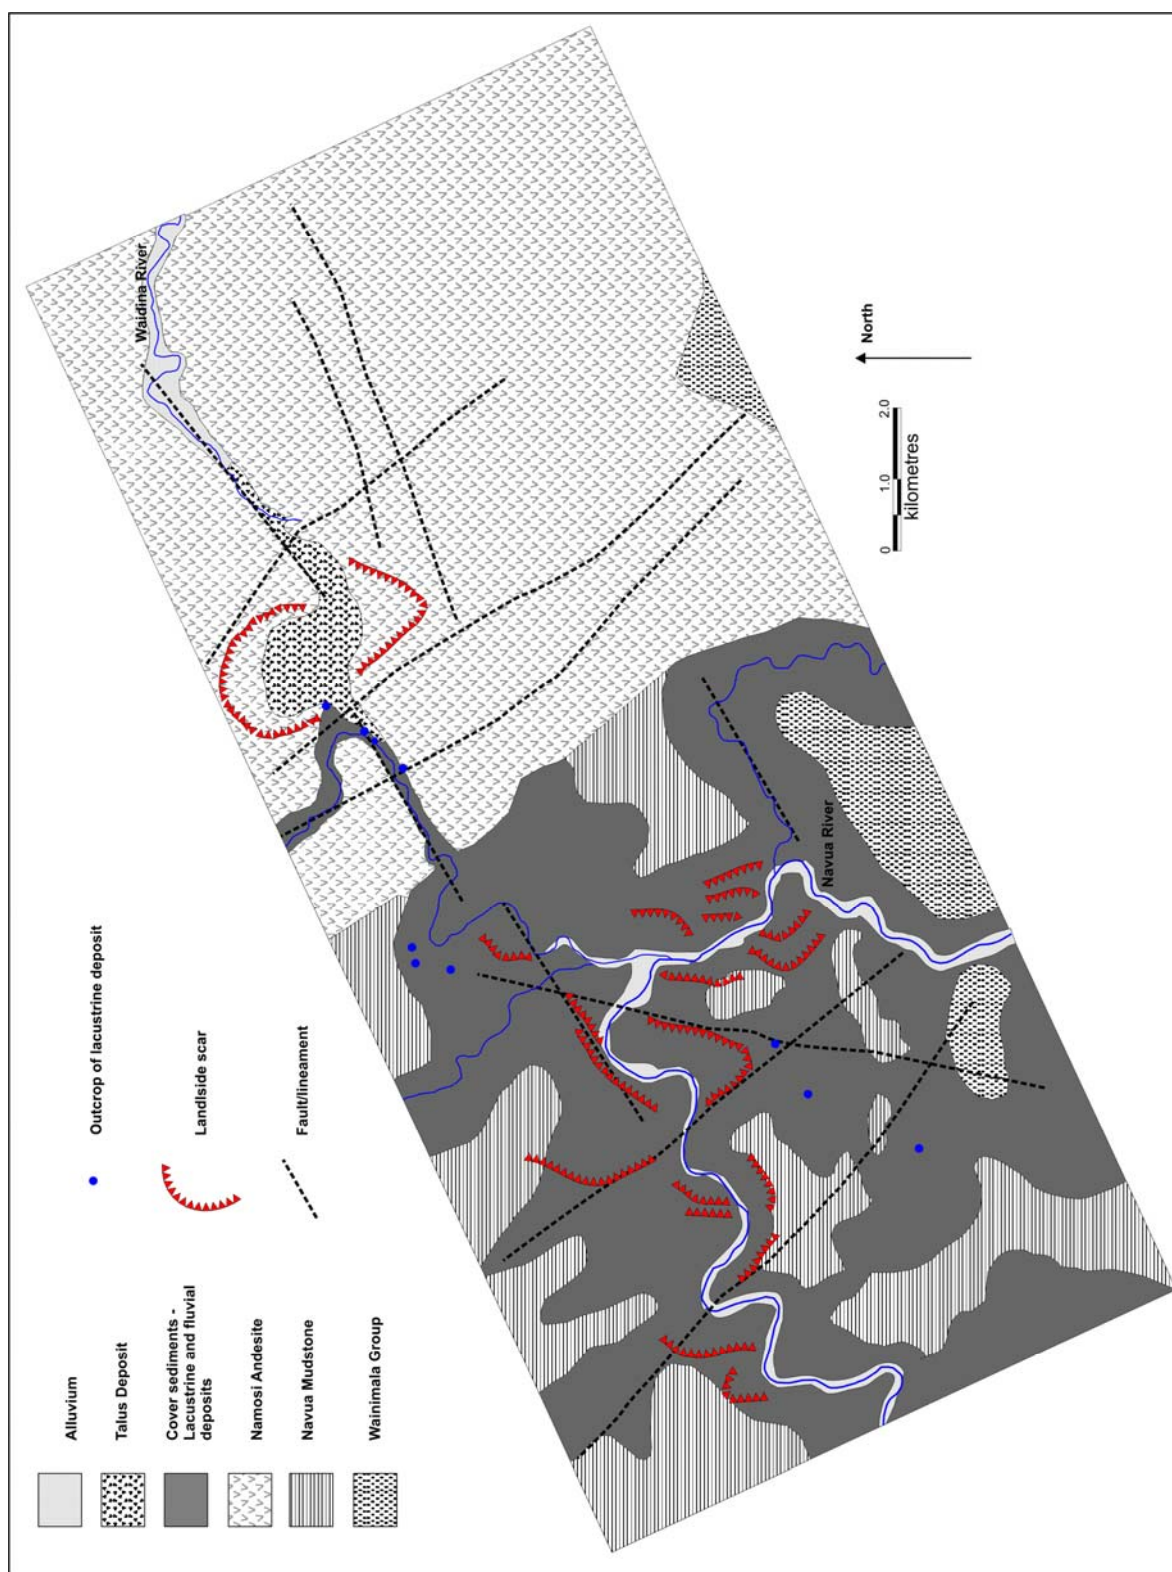 Alluvium
Talus Deposit
Cover sediments -
Lacustrine and fluvial
deposits
Namosi Andesite
Navua Mudstone
Wainimala Group
Outcrop of lacustrine deposit
Landlside scar
Fault/lineament
Waidina River
Navua River
North
0 1.0 2.0
kilometres